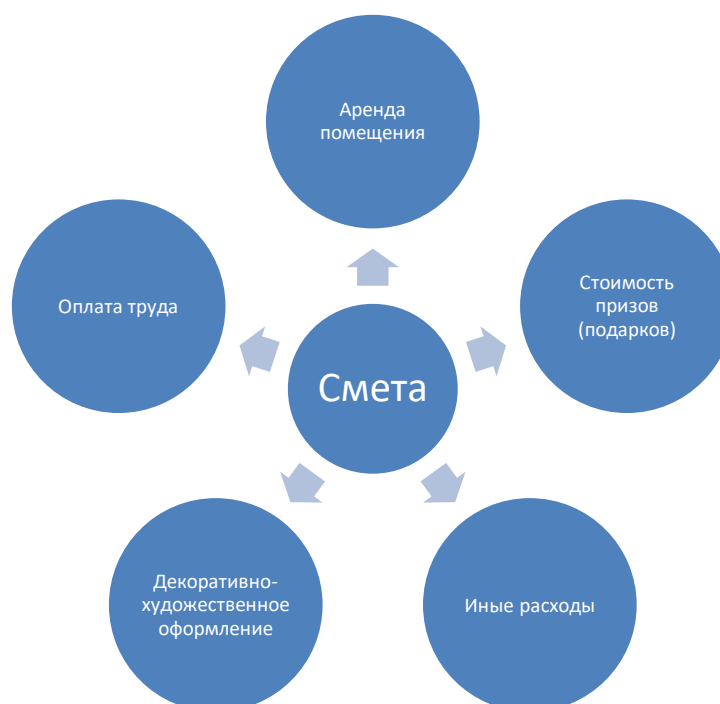 Аренда
помещения
Стоимость
призов
(подарков)
Оплата труда
Смета
Декоративно-
художественное
оформление
Иные расходы